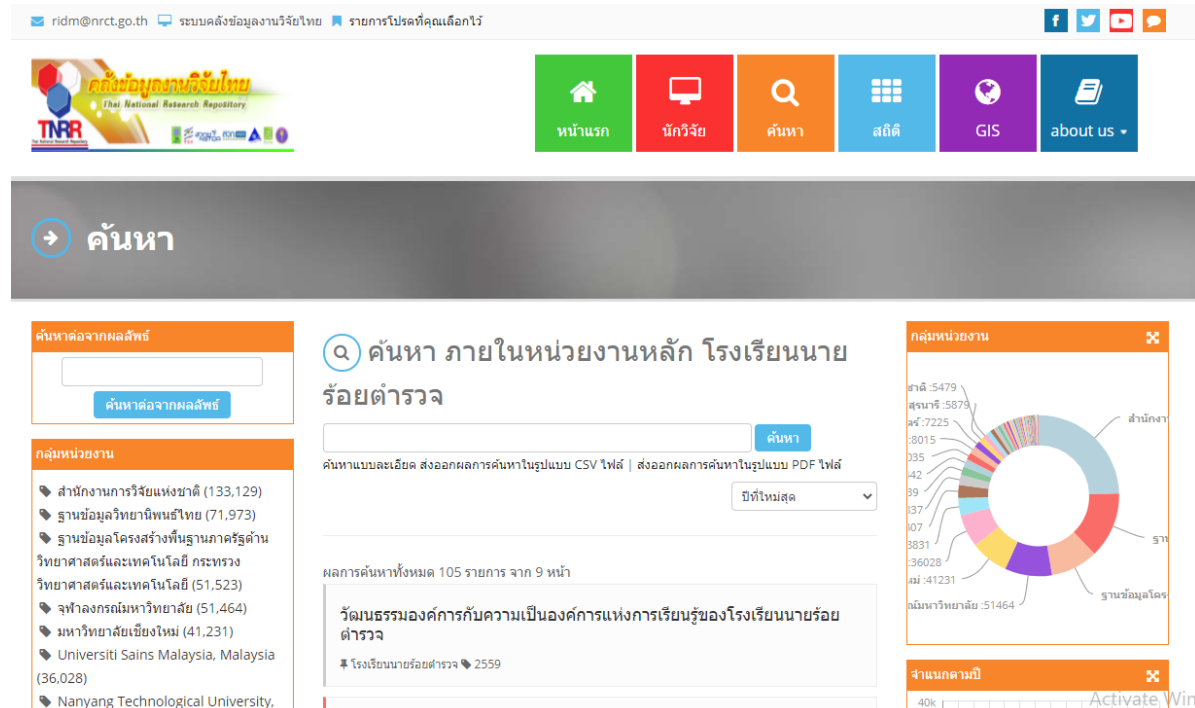 ridm@nrct.go.th ระบบคลังข้อมูลงานวิจัยไทย รายการโปรดที่คุณเลือกไว้
คลังข้อมูลงานวิจัยไทย
Thai National Research Repository
TNRR
หน้าแรก
นักวิจัย
ค้นหา
สถิติ
GIS
about us
ค้นหา
ค้นหาต่อจากผลลัพธ์
ค้นหาต่อจากผลลัพธ์
กลุ่มหน่วยงาน
สำนักงานการวิจัยแห่งชาติ (133,129)
ฐานข้อมูลวิทยานิพนธ์ไทย (71,973)
ฐานข้อมูลโครงสร้างพื้นฐานภาครัฐด้าน
วิทยาศาสตร์และเทคโนโลยี กระทรวง
วิทยาศาสตร์และเทคโนโลยี (51,523)
จุฬาลงกรณ์มหาวิทยาลัย (51,464)
มหาวิทยาลัยเชียงใหม่ (41,231)
Universiti Sains Malaysia, Malaysia
(36,028)
Nanyang Technological University,
ค้นหา ภายในหน่วยงานหลัก โรงเรียนนาย
ร้อยตำรวจ
ค้นหา
ค้นหาแบบละเอียด ส่งออกผลการค้นหาในรูปแบบ CSV ไฟล์ | ส่งออกผลการค้นหาในรูปแบบ PDF ไฟล์
ปีที่ใหม่สุด
ผลการค้นหาทั้งหมด 105 รายการ จาก 9 หน้า
วัฒนธรรมองค์การกับความเป็นองค์การแห่งการเรียนรู้ของโรงเรียนนายร้อย
ตำรวจ
โรงเรียนนายร้อยตำรวจ 2559
กลุ่มหน่วยงาน
ชาติ :5479
สุรนารี :5879
:7225
:8015
035
3831
:36028
:41231
มหาวิทยาลัย :51464
สำนักงา
ฐาน
ฐานข้อมูลโคร
จำแนกตามปี
40k
Activate Win